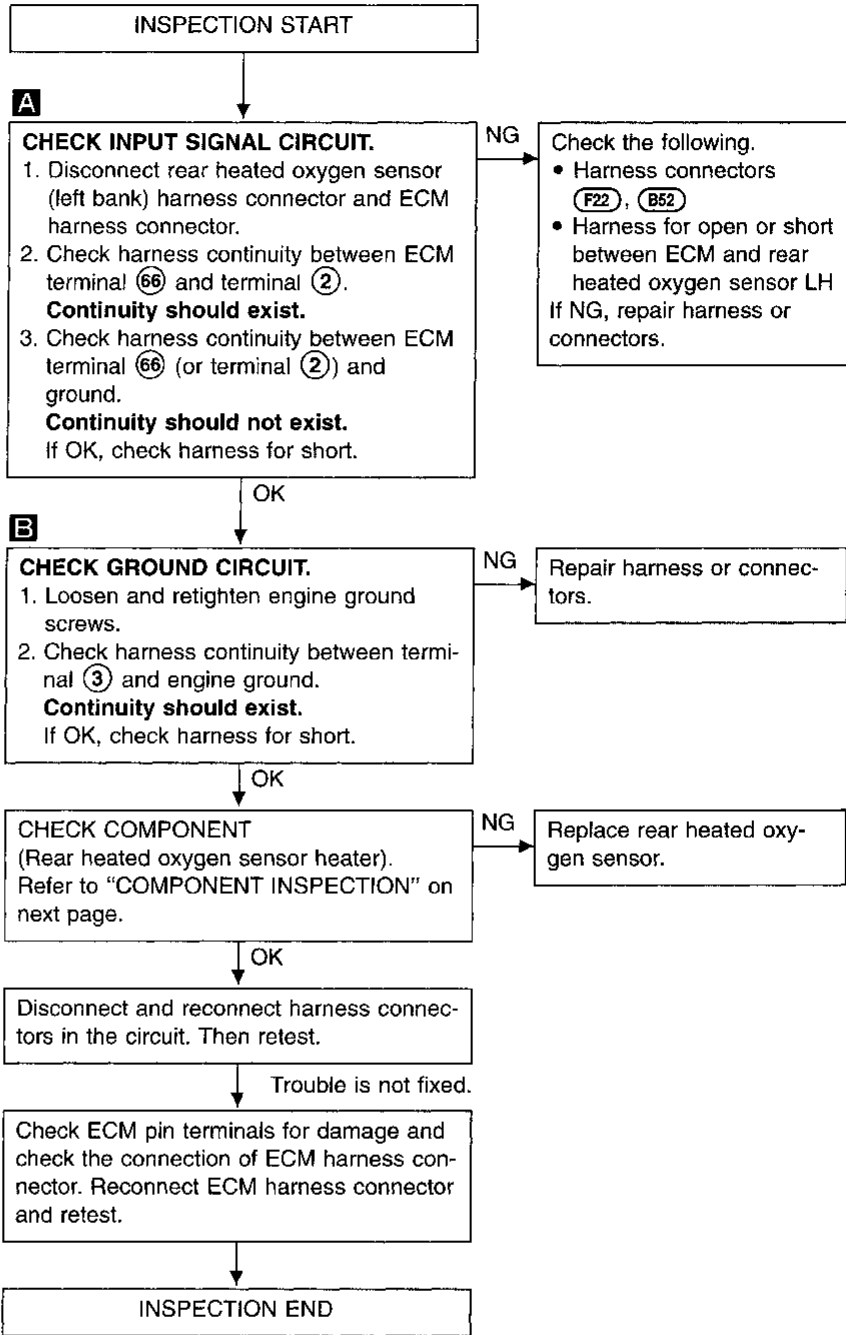 INSPECTION START
A
CHECK INPUT SIGNAL CIRCUIT.
1. Disconnect rear heated oxygen sensor
(left bank) harness connector and ECM
harness connector.
2. Check harness continuity between ECM
terminal 66 and terminal 2.
Continuity should exist.
3. Check harness continuity between ECM
terminal 66 (or terminal 2) and
ground.
Continuity should not exist.
If OK, check harness for short.
NG
Check the following.
• Harness connectors
F22, B52
• Harness for open or short
between ECM and rear
heated oxygen sensor LH
If NG, repair harness or
connectors.
OK
B
CHECK GROUND CIRCUIT.
1. Loosen and retighten engine ground
screws.
2. Check harness continuity between termi-
nal 3 and engine ground.
Continuity should exist.
If OK, check harness for short.
NG
Repair harness or connec-
tors.
OK
CHECK COMPONENT
(Rear heated oxygen sensor heater).
Refer to “COMPONENT INSPECTION” on
next page.
NG
Replace rear heated oxy-
gen sensor.
OK
Disconnect and reconnect harness connec-
tors in the circuit. Then retest.
Trouble is not fixed.
Check ECM pin terminals for damage and
check the connection of ECM harness con-
nector. Reconnect ECM harness connector
and retest.
INSPECTION END